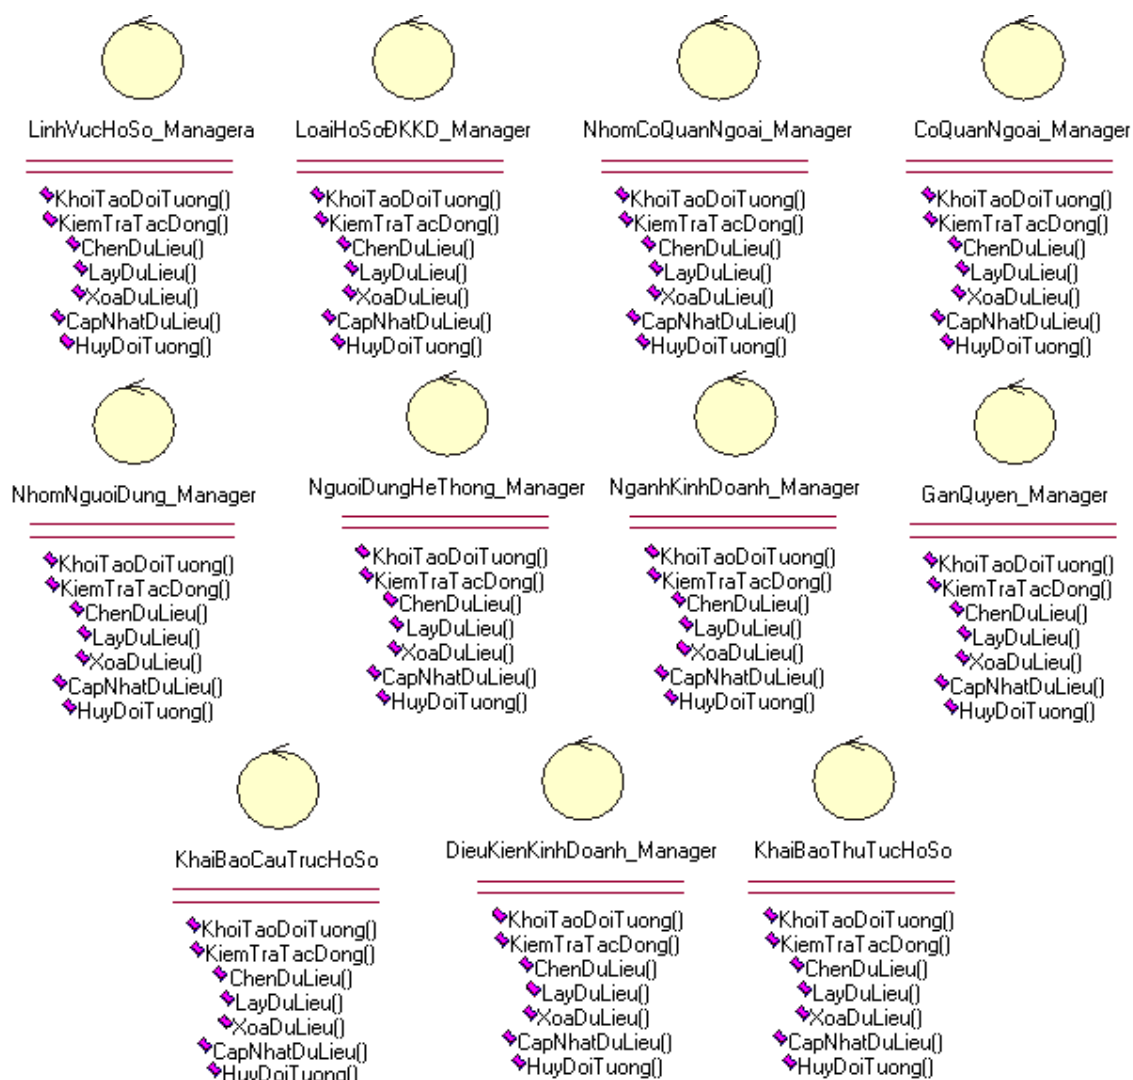 LinhVucHoSo_Managera
KhoiTaoDoiTuong()
KiemTraTacDong()
ChenDuLieu()
LayDuLieu()
XoaDuLieu()
CapNhatDuLieu()
HuyDoiTuong()
LoaiHoSoĐKKD_Manager
KhoiTaoDoiTuong()
KiemTraTacDong()
ChenDuLieu()
LayDuLieu()
XoaDuLieu()
CapNhatDuLieu()
HuyDoiTuong()
NhomCoQuanNgoai_Manager
KhoiTaoDoiTuong()
KiemTraTacDong()
ChenDuLieu()
LayDuLieu()
XoaDuLieu()
CapNhatDuLieu()
HuyDoiTuong()
CoQuanNgoai_Manager
KhoiTaoDoiTuong()
KiemTraTacDong()
ChenDuLieu()
LayDuLieu()
XoaDuLieu()
CapNhatDuLieu()
HuyDoiTuong()
NhomNguoiDung_Manager
KhoiTaoDoiTuong()
KiemTraTacDong()
ChenDuLieu()
LayDuLieu()
XoaDuLieu()
CapNhatDuLieu()
HuyDoiTuong()
NguoiDungHeThong_Manager
KhoiTaoDoiTuong()
KiemTraTacDong()
ChenDuLieu()
LayDuLieu()
XoaDuLieu()
CapNhatDuLieu()
HuyDoiTuong()
NganhKinhDoanh_Manager
KhoiTaoDoiTuong()
KiemTraTacDong()
ChenDuLieu()
LayDuLieu()
XoaDuLieu()
CapNhatDuLieu()
HuyDoiTuong()
GanQuyen_Manager
KhoiTaoDoiTuong()
KiemTraTacDong()
ChenDuLieu()
LayDuLieu()
XoaDuLieu()
CapNhatDuLieu()
HuyDoiTuong()
KhaiBaoCauTrucHoSo
KhoiTaoDoiTuong()
KiemTraTacDong()
ChenDuLieu()
LayDuLieu()
XoaDuLieu()
CapNhatDuLieu()
HuyDoiTuong()
DieuKienKinhDoanh_Manager
KhoiTaoDoiTuong()
KiemTraTacDong()
ChenDuLieu()
LayDuLieu()
XoaDuLieu()
CapNhatDuLieu()
HuyDoiTuong()
KhaiBaoThuTucHoSo
KhoiTaoDoiTuong()
KiemTraTacDong()
ChenDuLieu()
LayDuLieu()
XoaDuLieu()
CapNhatDuLieu()
HuyDoiTuong()